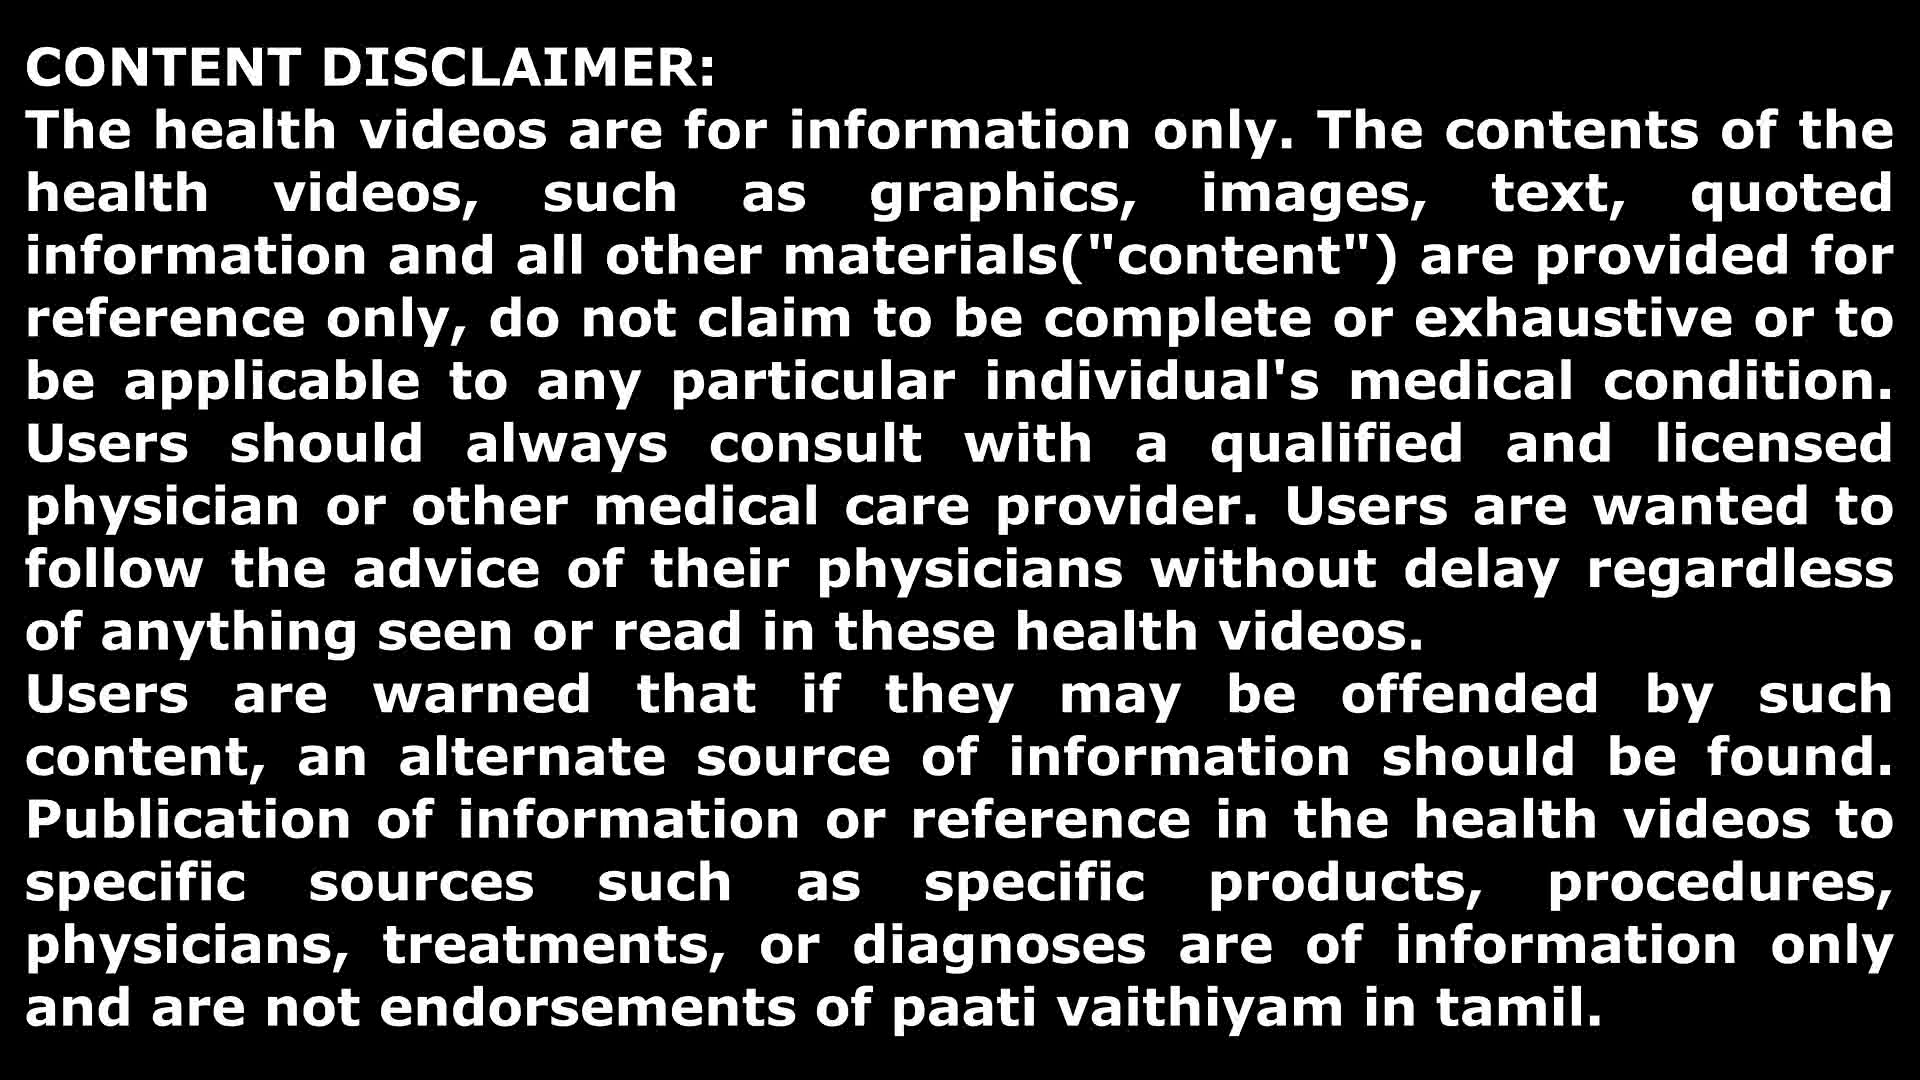 CONTENT DISCLAIMER:
The health videos are for information only. The contents of the
health videos, such as graphics, images, text, quoted
information and all other materials("content") are provided for
reference only, do not claim to be complete or exhaustive or to
be applicable to any particular individual's medical condition.
Users should always consult with a qualified and licensed
physician or other medical care provider. Users are wanted to
follow the advice of their physicians without delay regardless
of anything seen or read in these health videos.
Users are warned that if they may be offended by such
content, an alternate source of information should be found.
Publication of information or reference in the health videos to
specific sources such as specific products, procedures,
physicians, treatments, or diagnoses are of information only
and are not endorsements of paati vaithiyam in tamil.